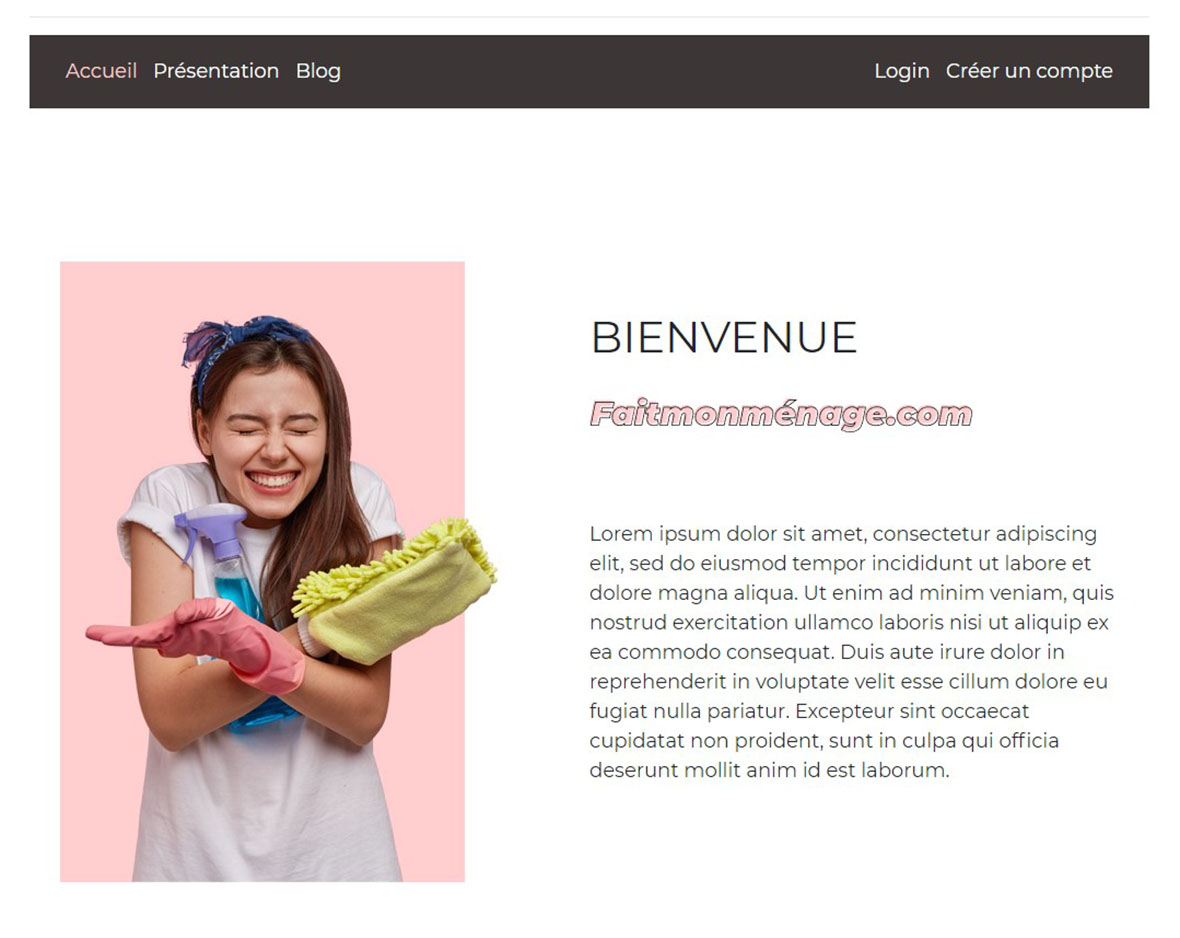 Accueil Présentation Blog Login Créer un compte
BIENVENUE
Faitmonménage.com
Lorem ipsum dolor sit amet, consectetur adipiscing
elit, sed do eiusmod tempor incididunt ut labore et
dolore magna aliqua. Ut enim ad minim veniam, quis
nostrud exercitation ullamco laboris nisi ut aliquip ex
ea commodo consequat. Duis aute irure dolor in
reprehenderit in voluptate velit esse cillum dolore eu
fugiat nulla pariatur. Excepteur sint occaecat
cupidatat non proident, sunt in culpa qui officia
deserunt mollit anim id est laborum.